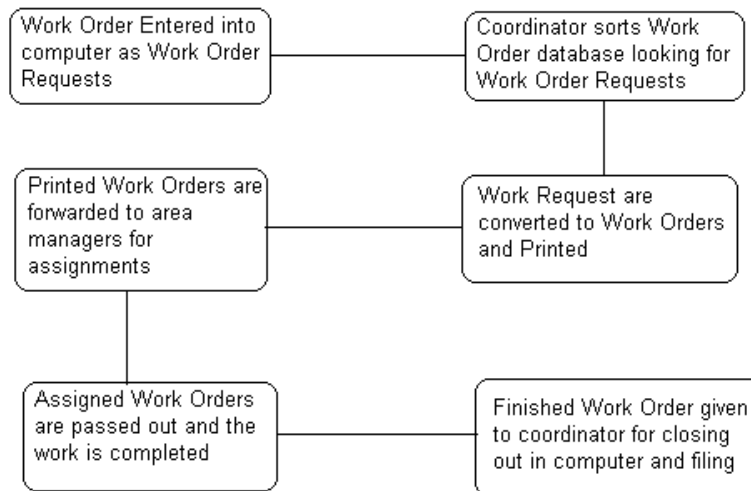 Work Order Entered into
computer as Work Order
Requests
Coordinator sorts Work
Order database looking for
Work Order Requests
Work Request are
converted to Work Orders
and Printed
Printed Work Orders are
forwarded to area
managers for
assignments
Assigned Work Orders
are passed out and the
work is completed
Finished Work Order given
to coordinator for closing
out in computer and filing